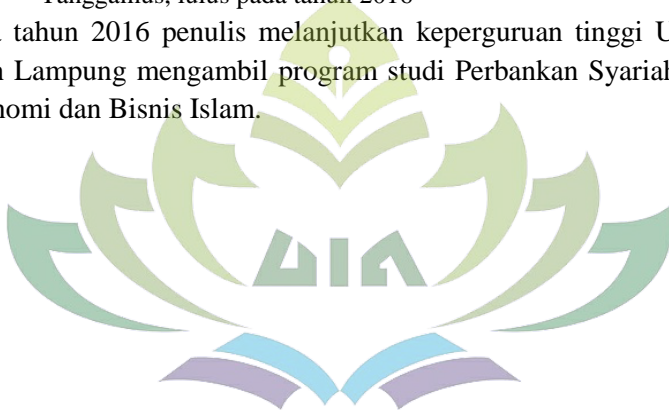 Tanggamus, lulus pada tahun 2016
tahun 2016 penulis melanjutkan keperguruan tinggi U
Lampung mengambil program studi Perbankan Syariah
nomi dan Bisnis Islam.
UIN